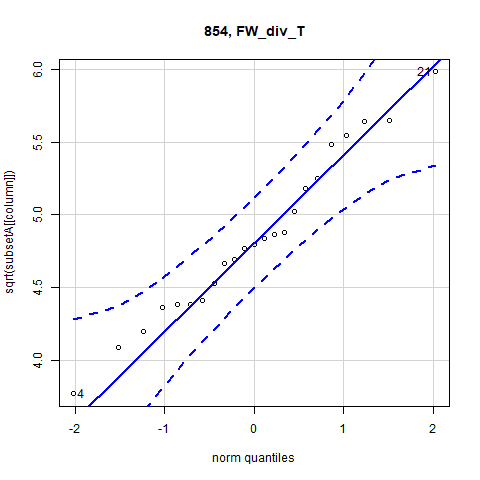 854, FW_div_T
sqrt(subsetA[[column]])
6.0
5.5
5.0
4.5
4.0
21
4
-2 -1 0 1 2
norm quantiles